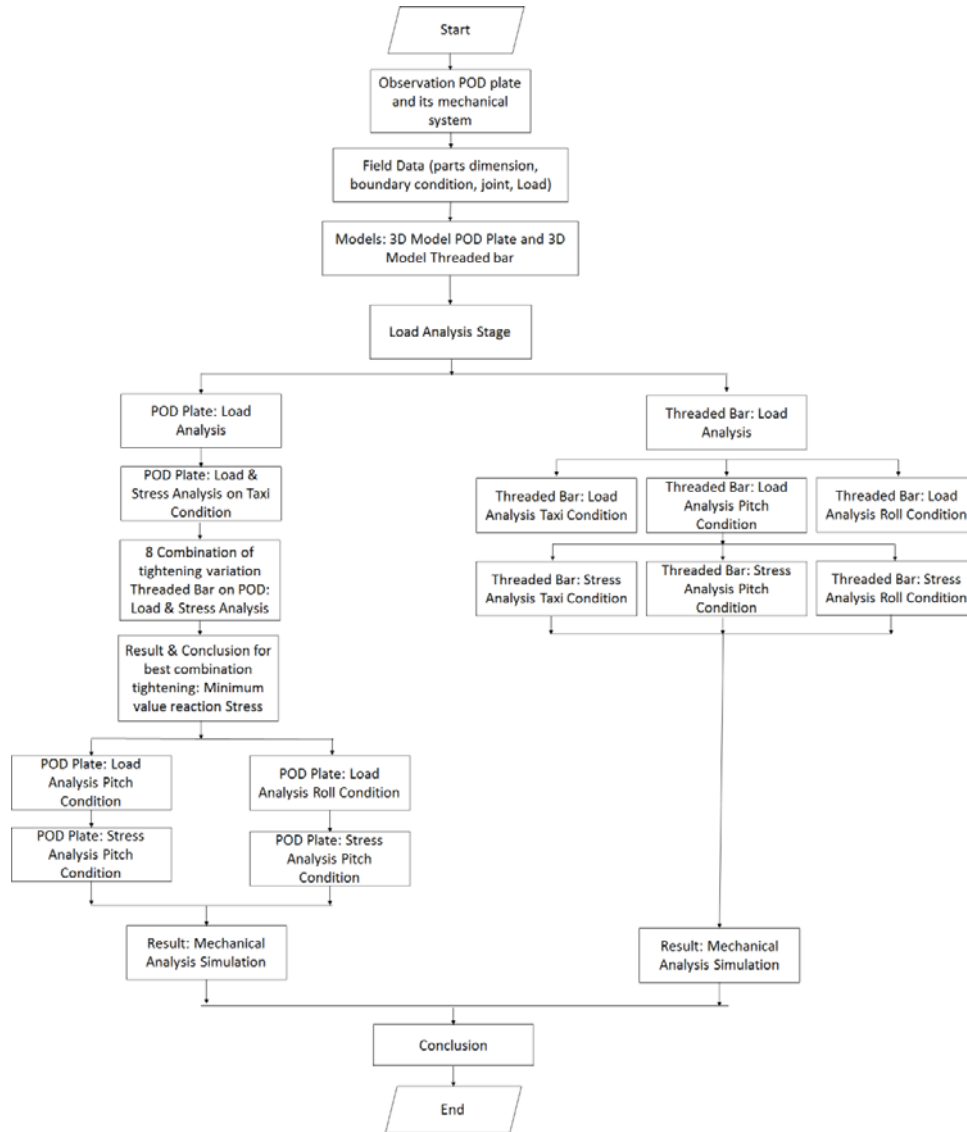 Start
Observation POD plate
and its mechanical
system
Field Data (parts dimension,
boundary condition, joint, Load)
Models: 3D Model POD Plate and 3D
Model Threaded bar
Load Analysis Stage
POD Plate: Load
Analysis
POD Plate: Load &
Stress Analysis on Taxi
Condition
8 Combination of
tightening variation
Threaded Bar on POD:
Load & Stress Analysis
Result & Conclusion for
best combination
tightening: Minimum
value reaction Stress
POD Plate: Load
Analysis Pitch
Condition
POD Plate: Stress
Analysis Pitch
Condition
POD Plate: Load
Analysis Roll Condition
POD Plate: Stress
Analysis Pitch
Condition
Result: Mechanical
Analysis Simulation
Threaded Bar: Load
Analysis
Threaded Bar: Load
Analysis Taxi Condition
Threaded Bar: Load
Analysis Pitch
Condition
Threaded Bar: Load
Analysis Roll Condition
Threaded Bar: Stress
Analysis Taxi Condition
Threaded Bar: Stress
Analysis Pitch
Condition
Threaded Bar: Stress
Analysis Roll Condition
Result: Mechanical
Analysis Simulation
Conclusion
End